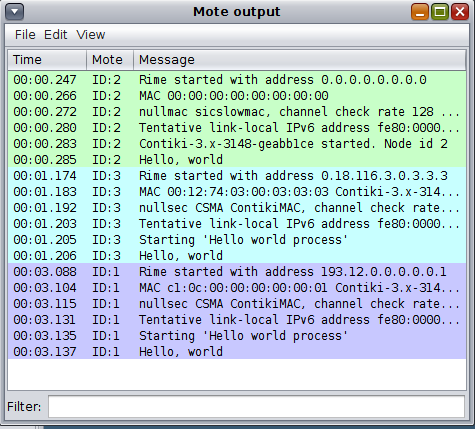 Mote output
File Edit View
Time Mote Message
00:00.247 ID:2 Rime started with address 0.0.0.0.0.0.0.0
00:00.266 ID:2 MAC 00:00:00:00:00:00:00:00
00:00.272 ID:2 nullmac sicslowmac, channel check rate 128 ...
00:00.280 ID:2 Tentative link-local IPv6 address fe80:0000...
00:00.283 ID:2 Contiki-3.x-3148-geabb1ce started. Node id 2
00:00.285 ID:2 Hello, world
00:01.174 ID:3 Rime started with address 0.18.116.3.0.3.3.3
00:01.183 ID:3 MAC 00:12:74:03:00:03:03:03 Contiki-3.x-314...
00:01.192 ID:3 nullsec CSMA ContikiMAC, channel check rate...
00:01.203 ID:3 Tentative link-local IPv6 address fe80:0000...
00:01.205 ID:3 Starting 'Hello world process'
00:01.206 ID:3 Hello, world
00:03.088 ID:1 Rime started with address 193.12.0.0.0.0.0.1
00:03.104 ID:1 MAC c1:0c:00:00:00:00:00:01 Contiki-3.x-314...
00:03.115 ID:1 nullsec CSMA ContikiMAC, channel check rate...
00:03.131 ID:1 Tentative link-local IPv6 address fe80:0000...
00:03.135 ID:1 Starting 'Hello world process'
00:03.137 ID:1 Hello, world
Filter: